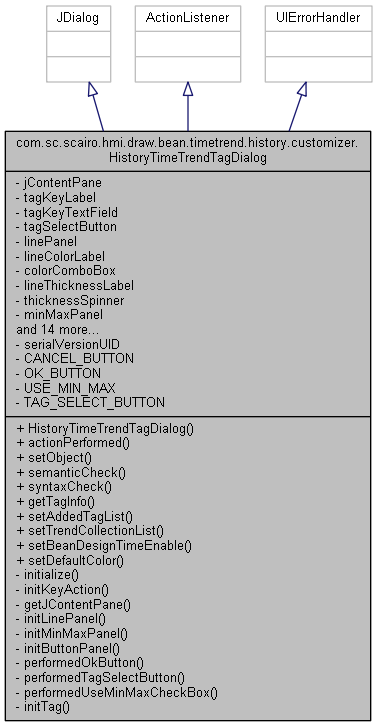 JDialog
ActionListener
UIErrorHandler
com.sc.scairo.hmi.draw.bean.timetrend.history.customizer.
HistoryTimeTrendTagDialog
- jContentPane
- tagKeyLabel
- tagKeyTextField
- tagSelectButton
- linePanel
- lineColorLabel
- colorComboBox
- lineThicknessLabel
- thicknessSpinner
- minMaxPanel
and 14 more...
- serialVersionUID
- CANCEL_BUTTON
- OK_BUTTON
- USE_MIN_MAX
- TAG_SELECT_BUTTON
+ HistoryTimeTrendTagDialog()
+ actionPerformed()
+ setObject()
+ semanticCheck()
+ syntaxCheck()
+ getTagInfo()
+ setAddedTagList()
+ setTrendCollectionList()
+ setBeanDesignTimeEnable()
+ setDefaultColor()
- initialize()
- initKeyAction()
- getJContentPane()
- initLinePanel()
- initMinMaxPanel()
- initButtonPanel()
- performedOkButton()
- performedTagSelectButton()
- performedUseMinMaxCheckBox()
- initTag()